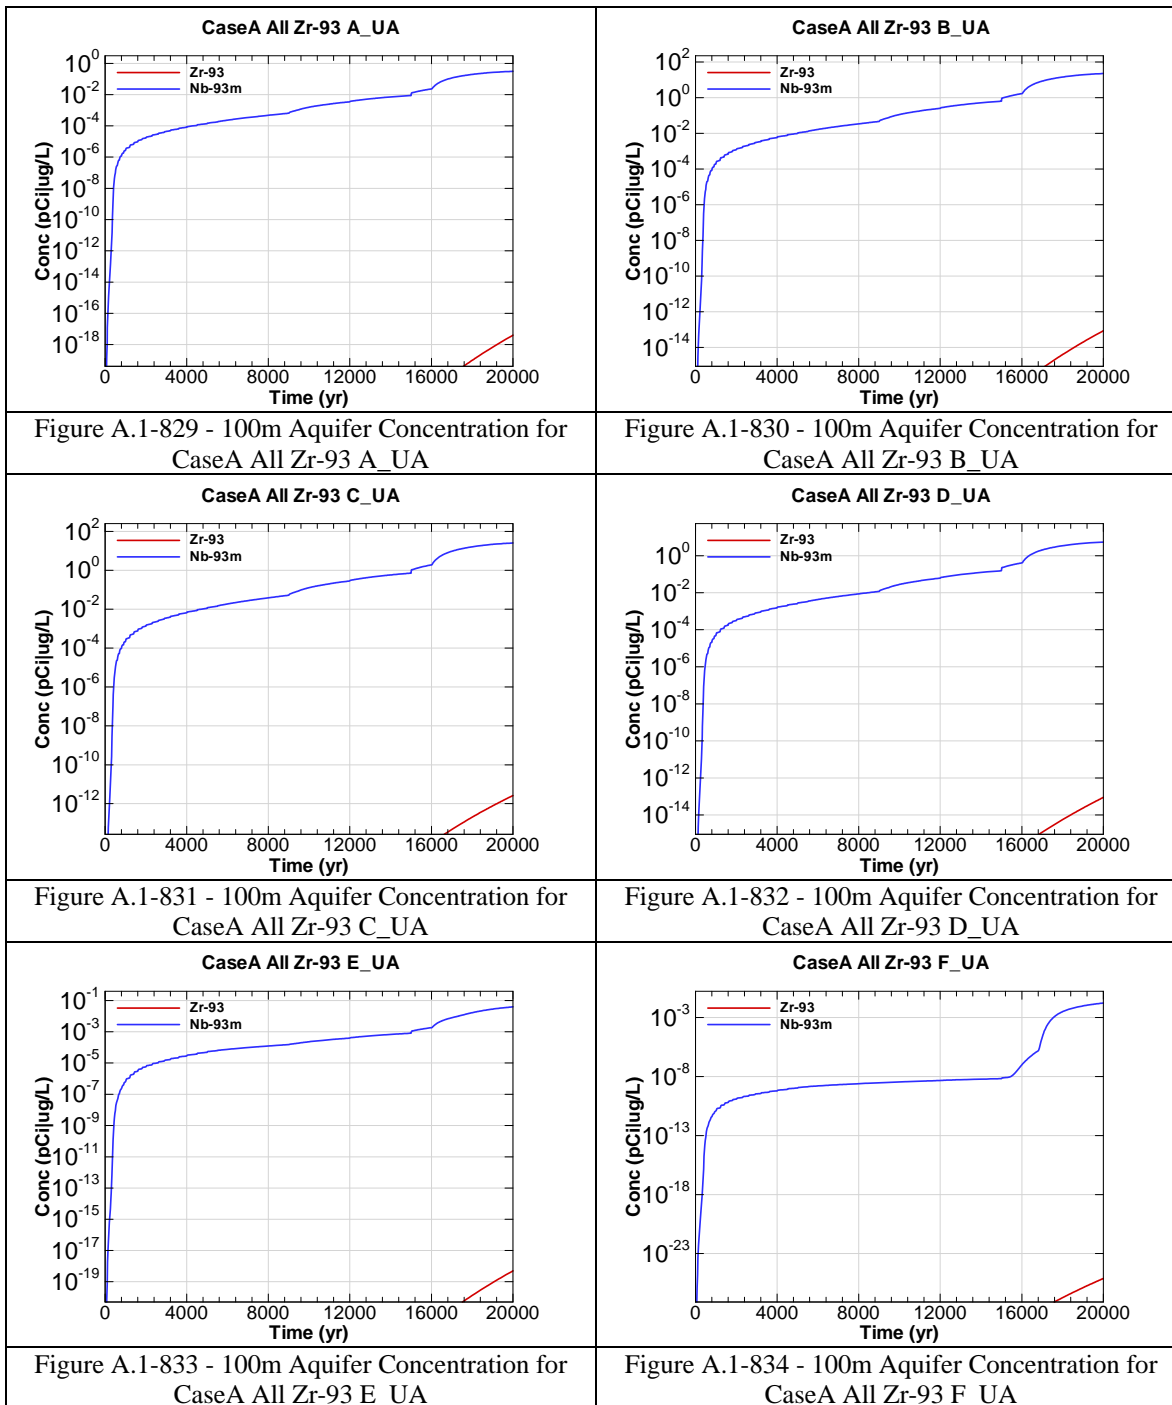 CaseA All Zr-93 A_UA
Zr-93
Nb-93m
Conc (pCi|ug/L)
10^0
10^-2
10^-4
10^-6
10^-8
10^-10
10^-12
10^-14
10^-16
10^-18
0 4000 8000 12000 16000 20000
Time (yr)
Figure A.1-829 - 100m Aquifer Concentration for
CaseA All Zr-93 A_UA
CaseA All Zr-93 B_UA
Zr-93
Nb-93m
Conc (pCi|ug/L)
10^2
10^0
10^-2
10^-4
10^-6
10^-8
10^-10
10^-12
10^-14
0 4000 8000 12000 16000 20000
Time (yr)
Figure A.1-830 - 100m Aquifer Concentration for
CaseA All Zr-93 B_UA
CaseA All Zr-93 C_UA
Zr-93
Nb-93m
Conc (pCi|ug/L)
10^2
10^0
10^-2
10^-4
10^-6
10^-8
10^-10
10^-12
0 4000 8000 12000 16000 20000
Time (yr)
Figure A.1-831 - 100m Aquifer Concentration for
CaseA All Zr-93 C_UA
CaseA All Zr-93 D_UA
Zr-93
Nb-93m
Conc (pCi|ug/L)
10^0
10^-2
10^-4
10^-6
10^-8
10^-10
10^-12
10^-14
0 4000 8000 12000 16000 20000
Time (yr)
Figure A.1-832 - 100m Aquifer Concentration for
CaseA All Zr-93 D_UA
CaseA All Zr-93 E_UA
Zr-93
Nb-93m
Conc (pCi|ug/L)
10^-1
10^-3
10^-5
10^-7
10^-9
10^-11
10^-13
10^-15
10^-17
10^-19
0 4000 8000 12000 16000 20000
Time (yr)
Figure A.1-833 - 100m Aquifer Concentration for
CaseA All Zr-93 E_UA
CaseA All Zr-93 F_UA
Zr-93
Nb-93m
Conc (pCi|ug/L)
10^-3
10^-8
10^-13
10^-18
10^-23
0 4000 8000 12000 16000 20000
Time (yr)
Figure A.1-834 - 100m Aquifer Concentration for
CaseA All Zr-93 F_UA